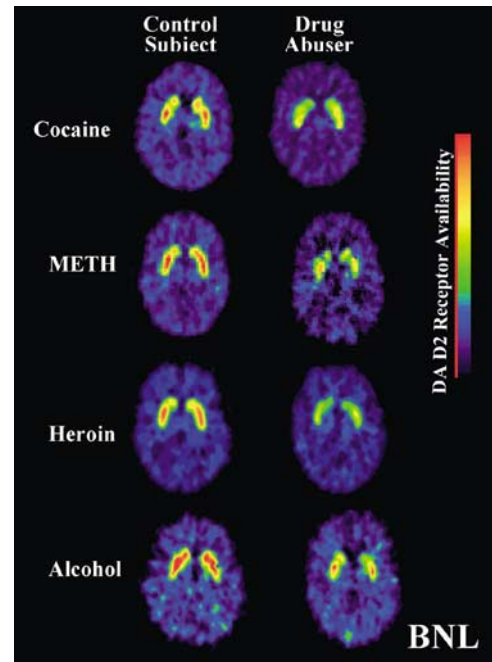 Control Drug
Subiect Abuser
Cocaine
METH
Heroin
Alcohol
DA D2 Receptor Availability
BNL